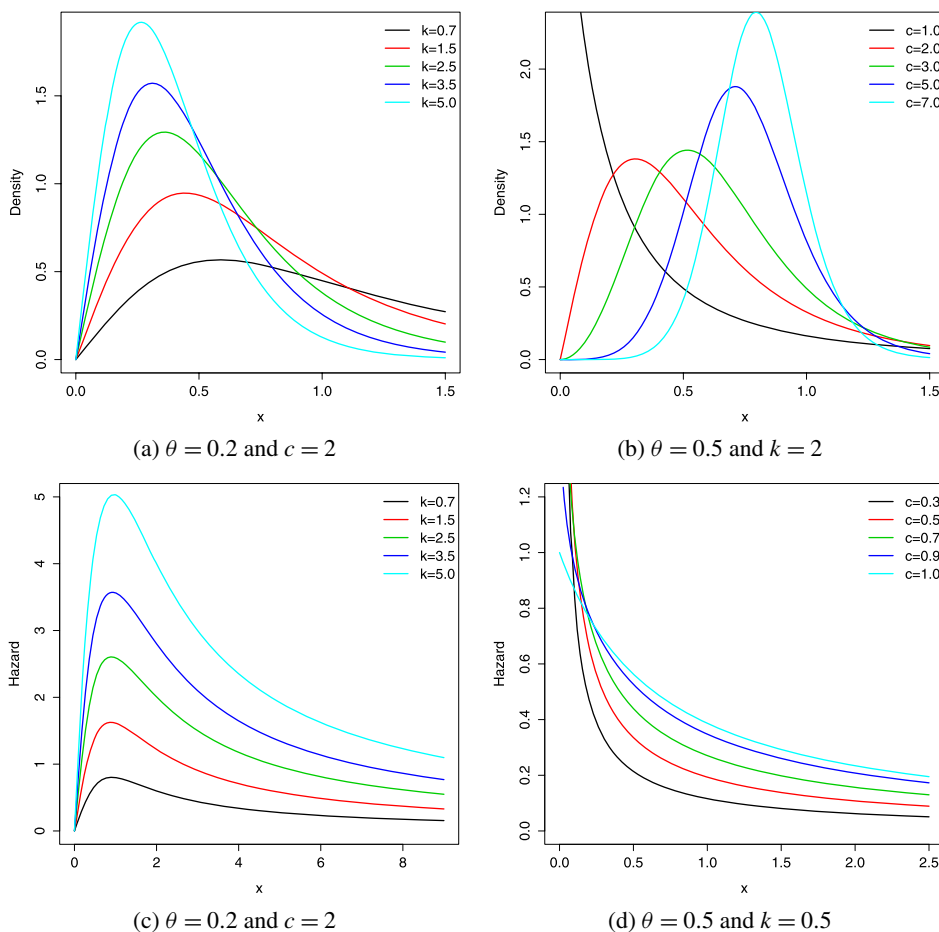 k=0.7
k=1.5
k=2.5
k=3.5
k=5.0
Density
0.0 0.5 1.0 1.5
0.0 0.5 1.0 1.5
x
(a) θ = 0.2 and c = 2
c=1.0
c=2.0
c=3.0
c=5.0
c=7.0
Density
0.0 0.5 1.0 1.5 2.0
0.0 0.5 1.0 1.5
x
(b) θ = 0.5 and k = 2
k=0.7
k=1.5
k=2.5
k=3.5
k=5.0
Hazard
0 1 2 3 4 5
0 2 4 6 8
x
(c) θ = 0.2 and c = 2
c=0.3
c=0.5
c=0.7
c=0.9
c=1.0
Hazard
0.0 0.2 0.4 0.6 0.8 1.0 1.2
0.0 0.5 1.0 1.5 2.0 2.5
x
(d) θ = 0.5 and k = 0.5